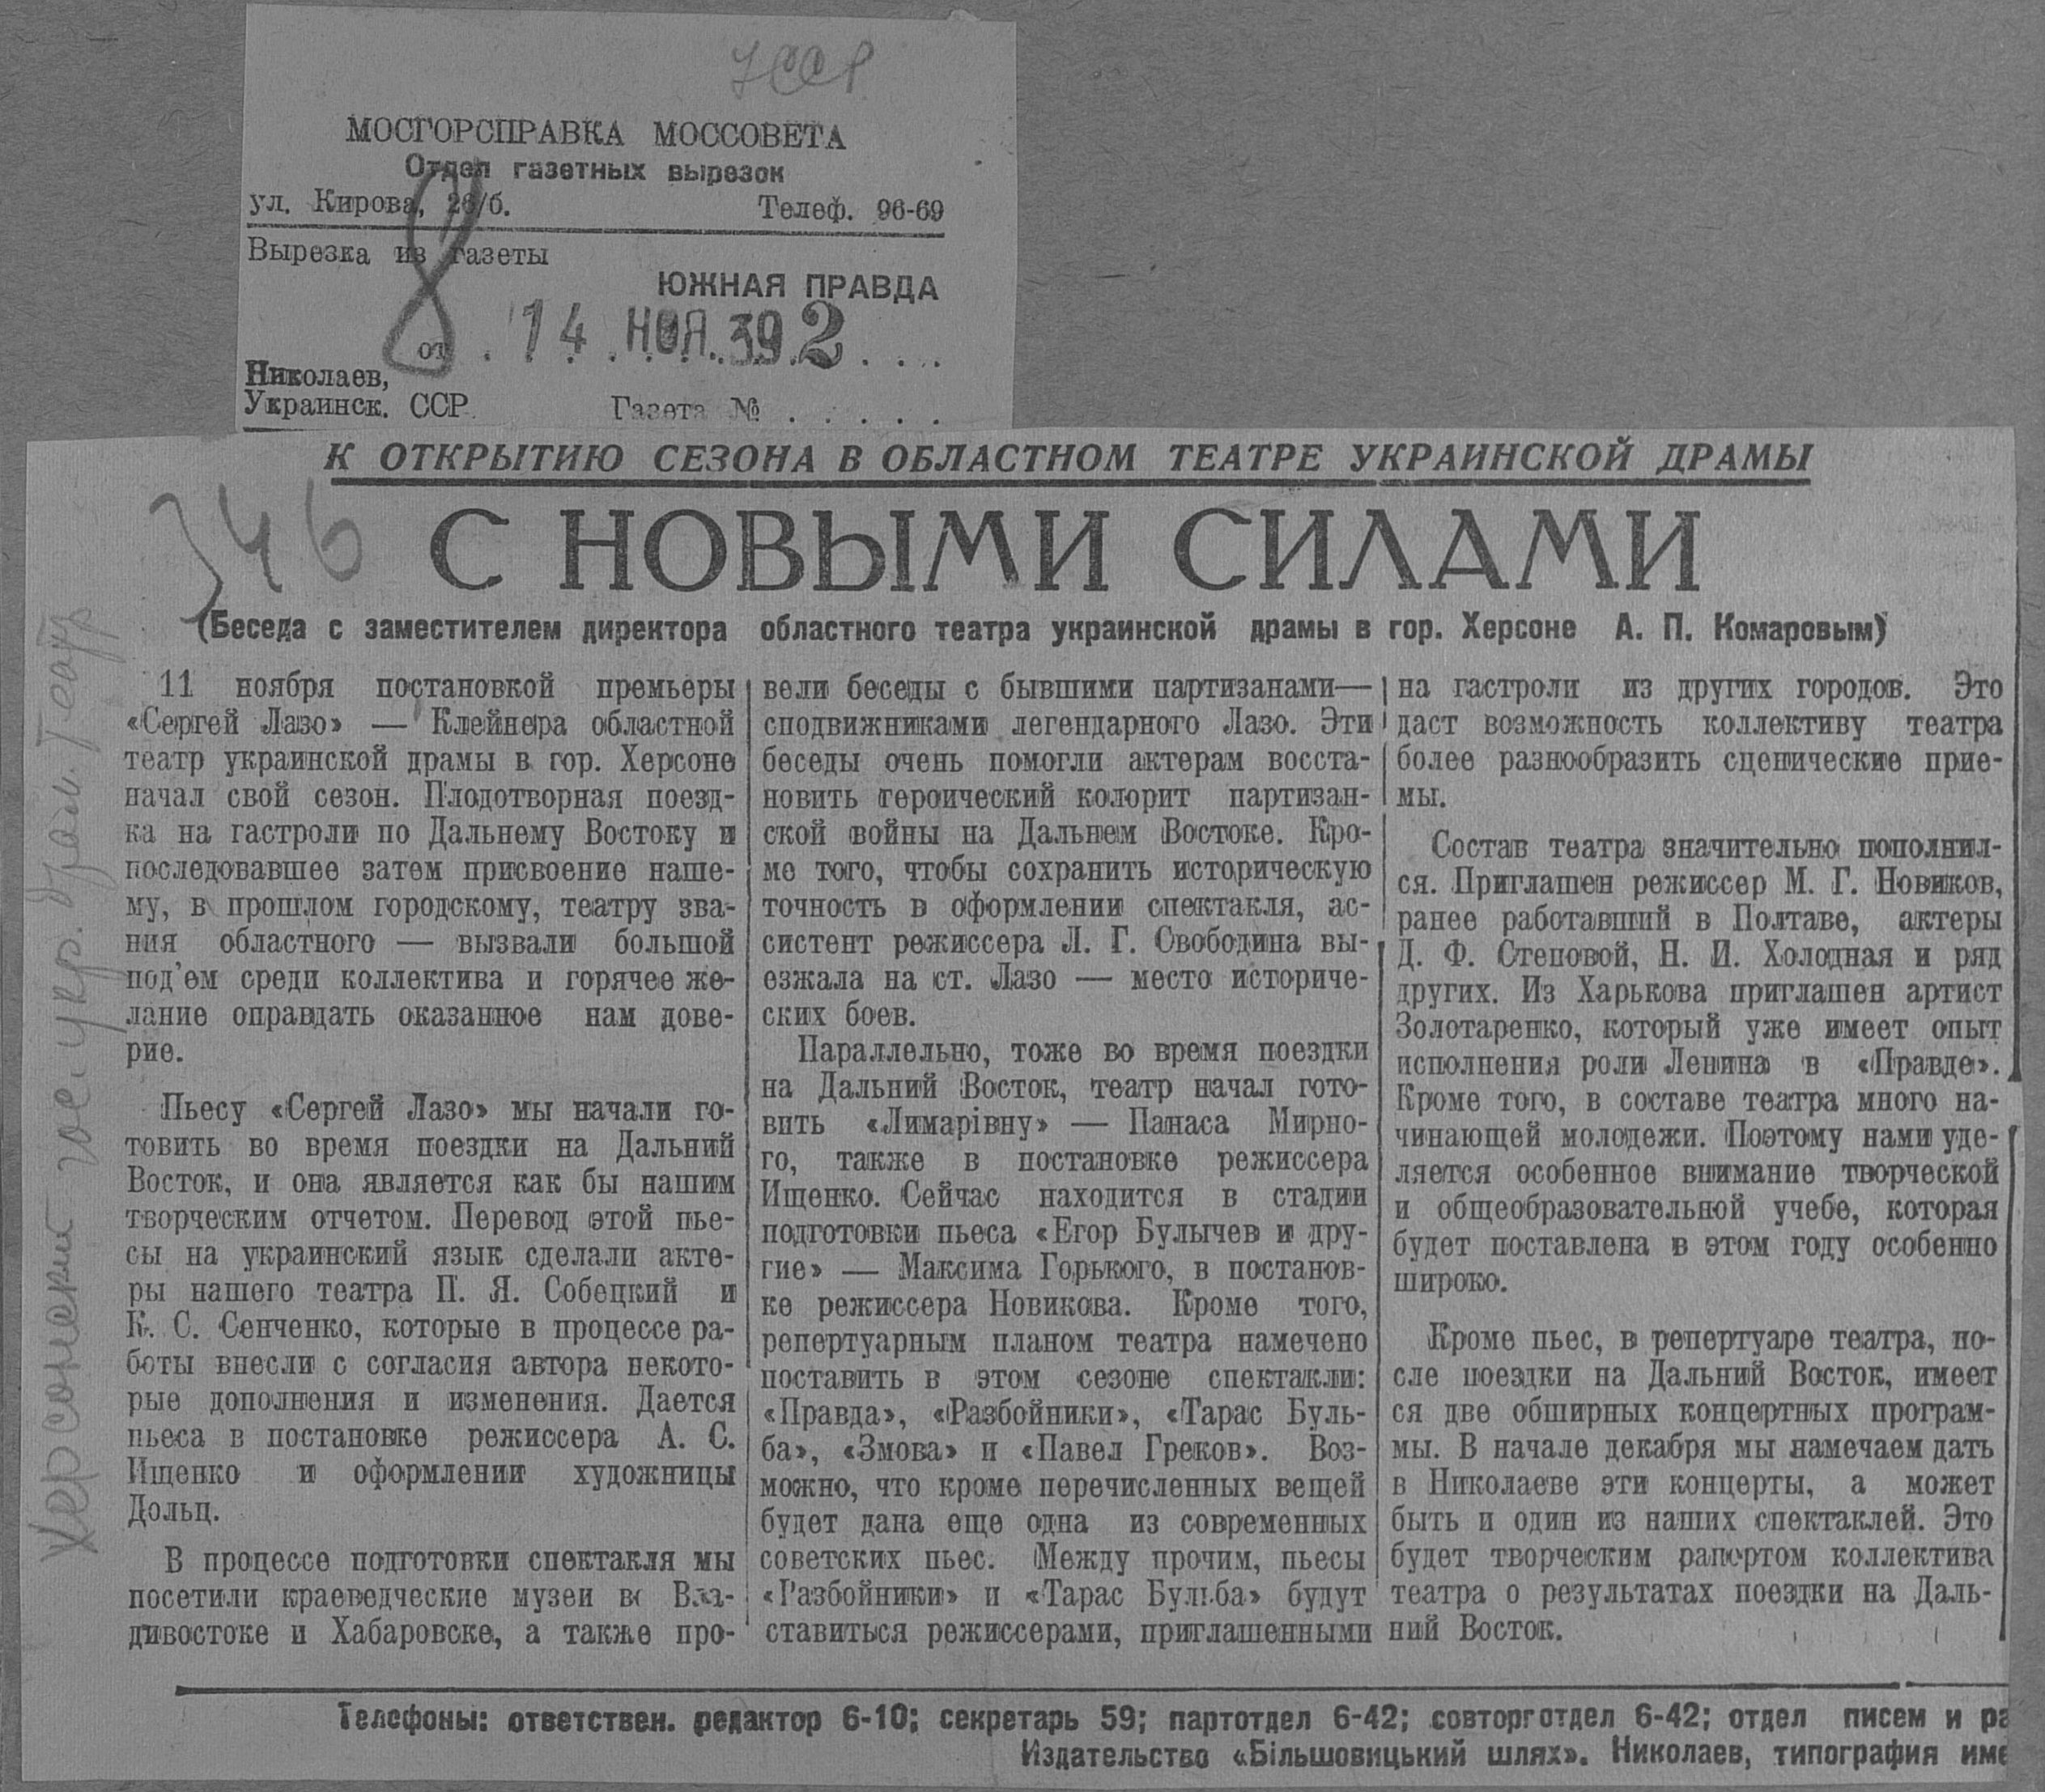 УССР
МОСГОРСПРАВКА МОССОВЕТА
Отдел газетных вырезок
ул. Кирова, 26/б. Телеф. 96-69
Вырезка из газеты
ЮЖНАЯ ПРАВДА
8
от 14 НОЯ 39 2
Николаев,
Украинск. ССР. Газета № . . . . .
К ОТКРЫТИЮ СЕЗОНА В ОБЛАСТНОМ ТЕАТРЕ УКРАИНСКОЙ ДРАМЫ
346
С НОВЫМИ СИЛАМИ
(Беседа с заместителем директора областного театра украинской драмы в гор. Херсоне А. П. Комаровым)
Херсонский гос. укр. драм. театр
11 ноября постановкой премьеры
«Сергей Лазо» — Клейнера областной
театр украинской драмы в гор. Херсоне
начал свой сезон. Плодотворная поезд-
ка на гастроли по Дальнему Востоку и
последовавшее затем присвоение наше-
му, в прошлом городскому, театру зва-
ния областного — вызвали большой
под'ем среди коллектива и горячее же-
лание оправдать оказанное нам дове-
рие.
Пьесу «Сергей Лазо» мы начали го-
товить во время поездки на Дальний
Восток, и она является как бы нашим
творческим отчетом. Перевод этой пье-
сы на украинский язык сделали акте-
ры нашего театра П. Я. Собецкий и
К. С. Сенченко, которые в процессе ра-
боты внесли с согласия автора некото-
рые дополнения и изменения. Дается
пьеса в постановке режиссера А. С.
Ищенко и оформлении художницы
Дольц.
В процессе подготовки спектакля мы
посетили краеведческие музеи во Вла-
дивостоке и Хабаровске, а также про-
вели беседы с бывшими партизанами—
сподвижниками легендарного Лазо. Эти
беседы очень помогли актерам восста-
новить героический колорит партизан-
ской войны на Дальнем Востоке. Кро-
ме того, чтобы сохранить историческую
точность в оформлении спектакля, ас-
систент режиссера Л. Г. Свободина вы-
езжала на ст. Лазо — место историче-
ских боев.
Параллельно, тоже во время поездки
на Дальний Восток, театр начал гото-
вить «Лимарівну» — Панаса Мирно-
го, также в постановке режиссера
Ищенко. Сейчас находится в стадии
подготовки пьеса «Егор Булычев и дру-
гие» — Максима Горького, в постанов-
ке режиссера Новикова. Кроме того,
репертуарным планом театра намечено
поставить в этом сезоне спектакли:
«Правда», «Разбойники», «Тарас Буль-
ба», «Змова» и «Павел Греков». Воз-
можно, что кроме перечисленных вещей
будет дана еще одна из современных
советских пьес. Между прочим, пьесы
«Разбойники» и «Тарас Бульба» будут
ставиться режиссерами, приглашенными
на гастроли из других городов. Это
даст возможность коллективу театра
более разнообразить сценические прие-
мы.
Состав театра значительно пополнил-
ся. Приглашен режиссер М. Г. Новиков,
ранее работавший в Полтаве, актеры
Д. Ф. Степовой, Н. И. Холодная и ряд
других. Из Харькова приглашен артист
Золотаренко, который уже имеет опыт
исполнения роли Ленина в «Правде».
Кроме того, в составе театра много на-
чинающей молодежи. Поэтому нами уде-
ляется особенное внимание творческой
и общеобразовательной учебе, которая
будет поставлена в этом году особенно
широко.
Кроме пьес, в репертуаре театра, по-
сле поездки на Дальний Восток, имеет
ся две обширных концертных програм-
мы. В начале декабря мы намечаем дать
в Николаеве эти концерты, а может
быть и один из наших спектаклей. Это
будет творческим рапортом коллектива
театра о результатах поездки на Даль-
ний Восток.
Телефоны: ответствен. редактор 6-10; секретарь 59; партотдел 6-42; совторготдел 6-42; отдел писем и ра
Издательство «Більшовицький шлях». Николаев, типография име